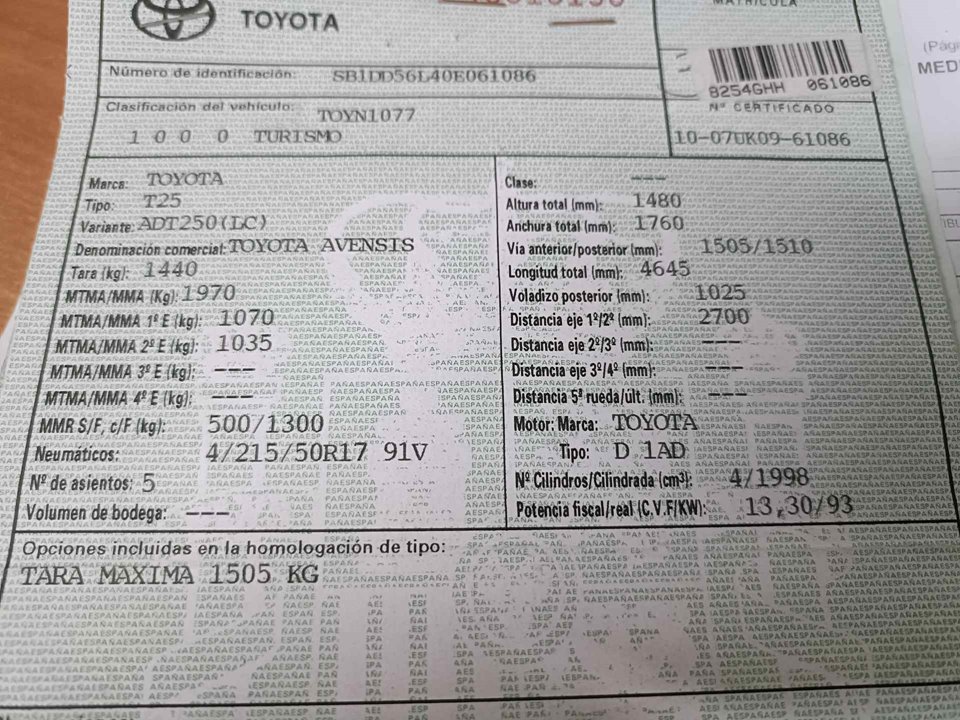 TOYOTA
MATRÍCULA
Número de identificación: SB1DD56L40E061086
8254GHH 061086
Clasificación del vehículo: TOYN1077
Nº CERTIFICADO
1 0 0 0 TURISMO
10-07UK09-61086
Marca: TOYOTA
Tipo: T25
Variante: ADT250(LC)
Denominación comercial: TOYOTA AVENSIS
Tara (kg): 1440
MTMA/MMA (Kg): 1970
MTMA/MMA 1º E (kg): 1070
MTMA/MMA 2º E (kg): 1035
MTMA/MMA 3º E (kg): ---
MTMA/MMA 4º E (kg): ---
MMR S/F, c/F (kg): 500/1300
Neumáticos: 4/215/50R17 91V
Nº de asientos: 5
Volumen de bodega: ---
Clase: ---
Altura total (mm): 1480
Anchura total (mm): 1760
Vía anterior/posterior (mm): 1505/1510
Longitud total (mm): 4645
Voladizo posterior (mm): 1025
Distancia eje 1º/2º (mm): 2700
Distancia eje 2º/3º (mm): ---
Distancia eje 3º/4º (mm): ---
Distancia 5ª rueda/últ. (mm): ---
Motor: Marca: TOYOTA
Tipo: D 1AD
Nº Cilindros/Cilindrada (cm³): 4/1998
Potencia fiscal/real (C.V.F/KW): 13,30/93
Opciones incluidas en la homologación de tipo:
TARA MAXIMA 1505 KG
(Pági
MED